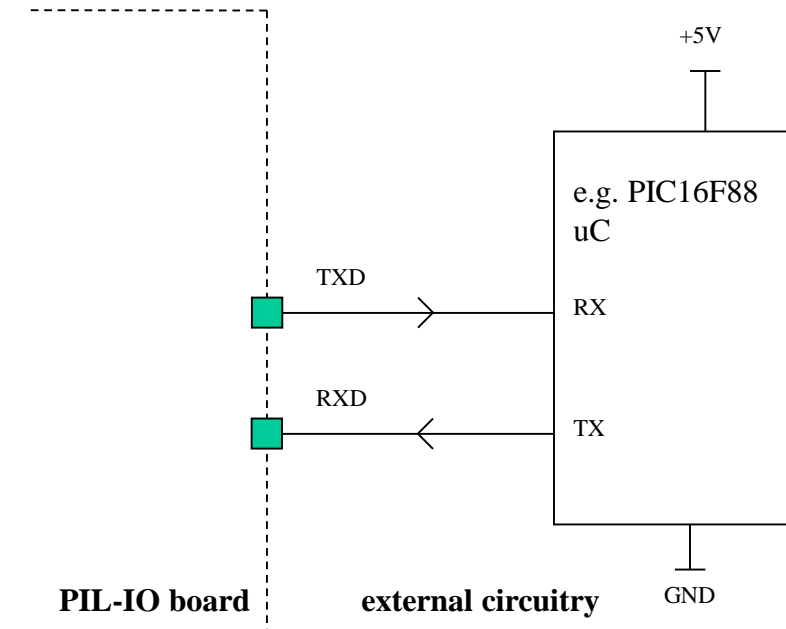 +5V
e.g. PIC16F88
uC
TXD
RX
RXD
TX
PIL-IO board
external circuitry
GND